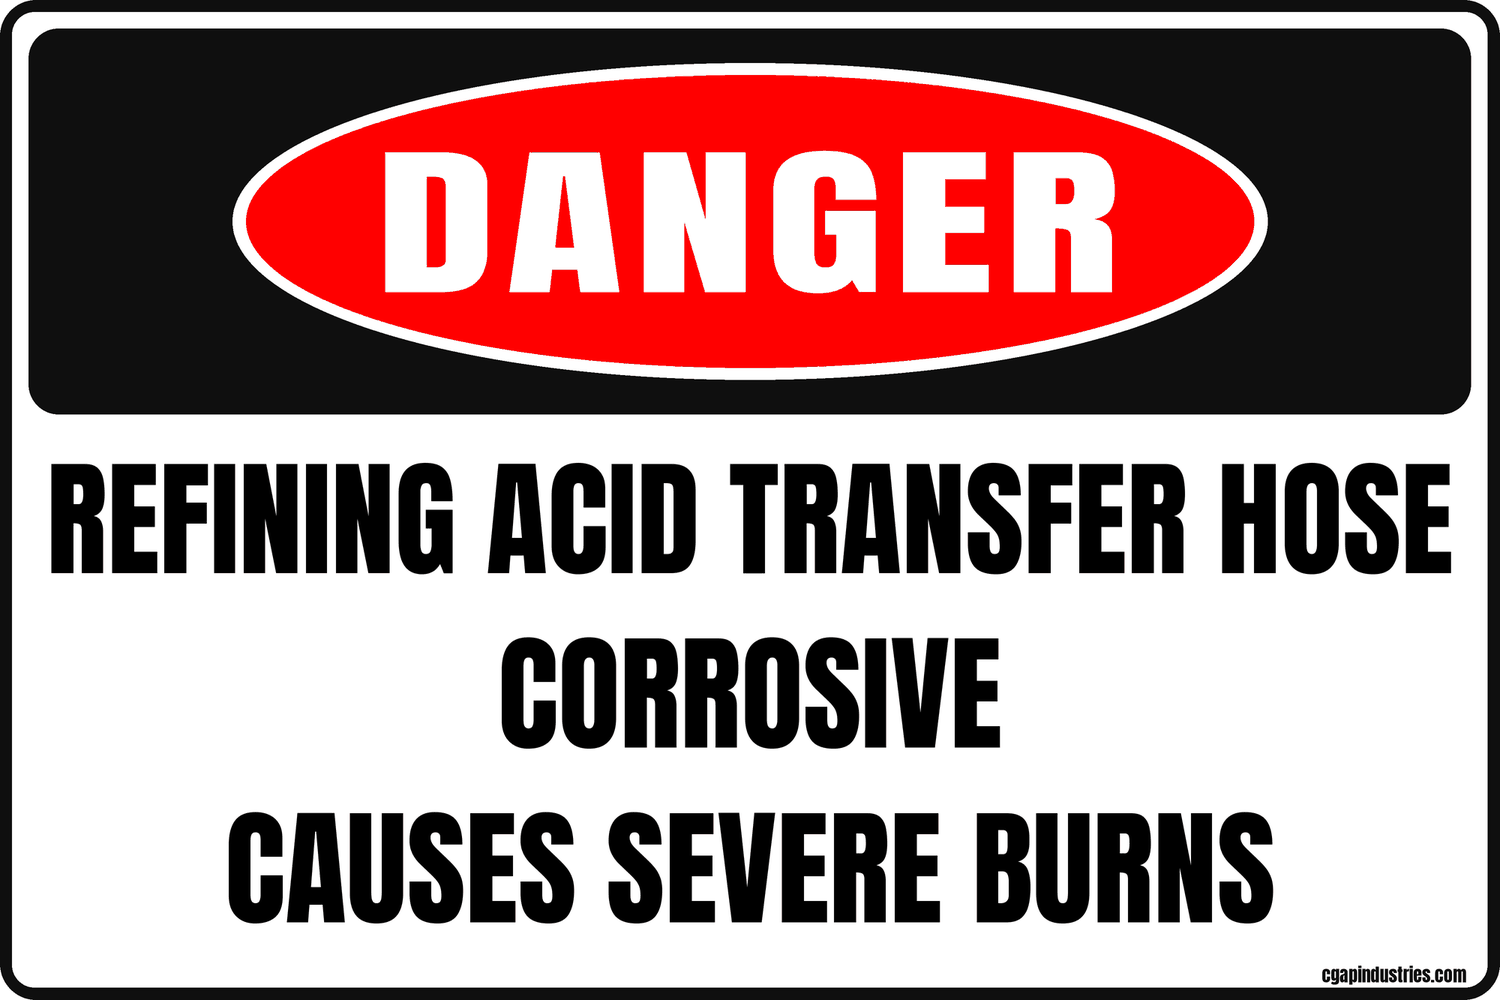 DANGER
REFINING ACID TRANSFER HOSE
CORROSIVE
CAUSES SEVERE BURNS
cgapindustries.com